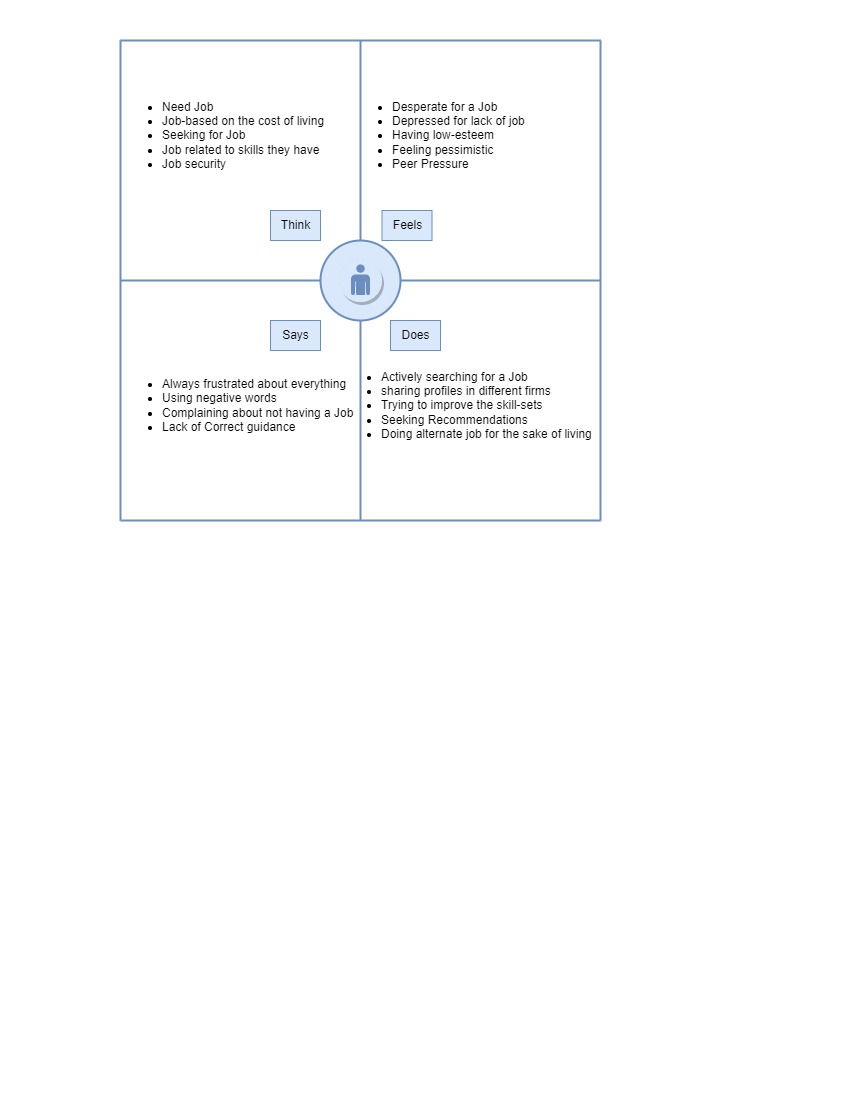 Need Job
Job-based on the cost of living
Seeking for Job
Job related to skills they have
Job security
Think
Desperate for a Job
Depressed for lack of job
Having low-esteem
Feeling pessimistic
Peer Pressure
Feels
Says
Always frustrated about everything
Using negative words
Complaining about not having a Job
Lack of Correct guidance
Does
Actively searching for a Job
sharing profiles in different firms
Trying to improve the skill-sets
Seeking Recommendations
Doing alternate job for the sake of living